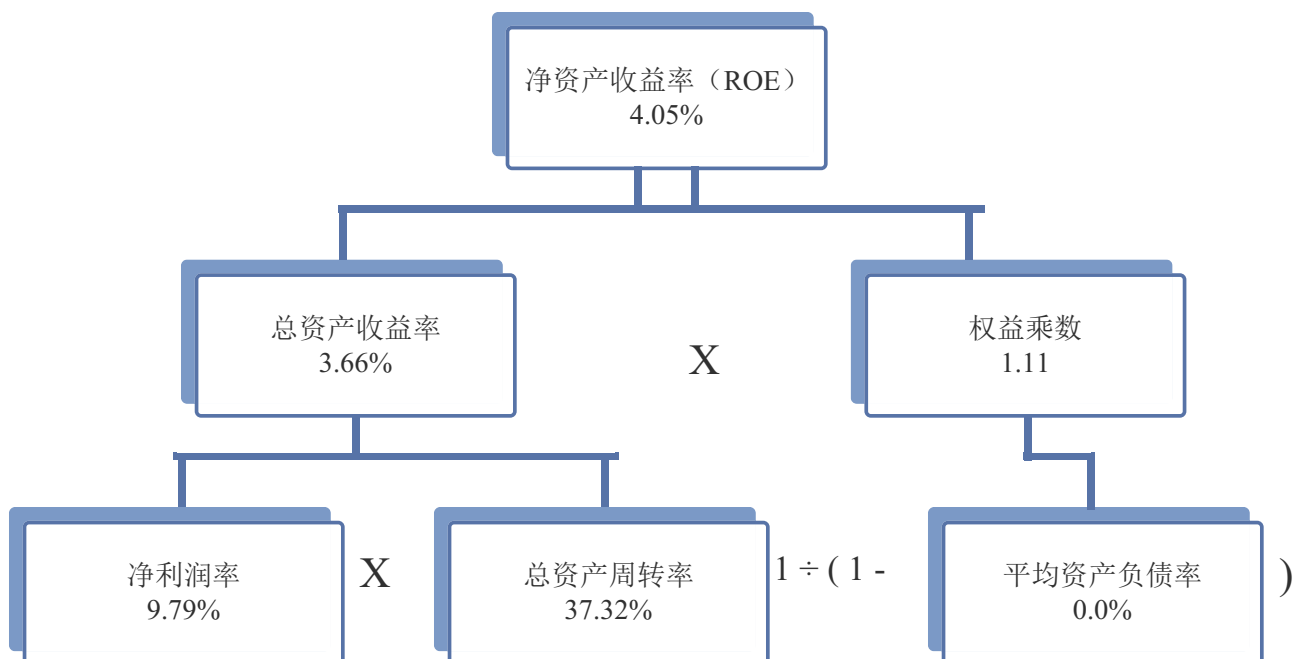 净资产收益率（ROE）
4.05%
总资产收益率
3.66%
X
权益乘数
1.11
净利润率
9.79%
X
总资产周转率
37.32%
1 ÷ ( 1 -
平均资产负债率
0.0%
)